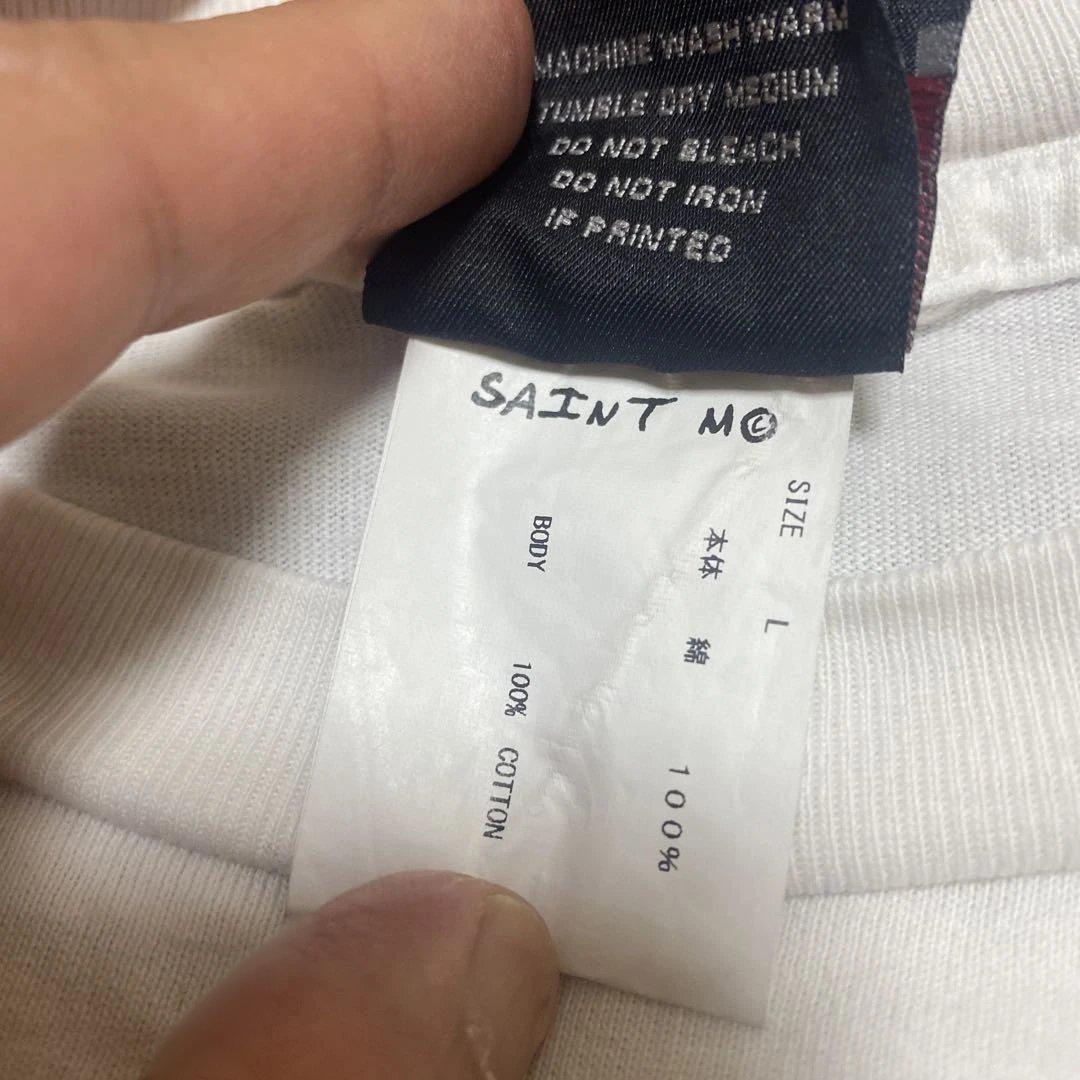 MACHINE WASH WARM
TUMBLE DRY MEDIUM
DO NOT BLEACH
DO NOT IRON
IF PRINTED
SAINT M©
SIZE L
本体 綿 100%
BODY 100% COTTON